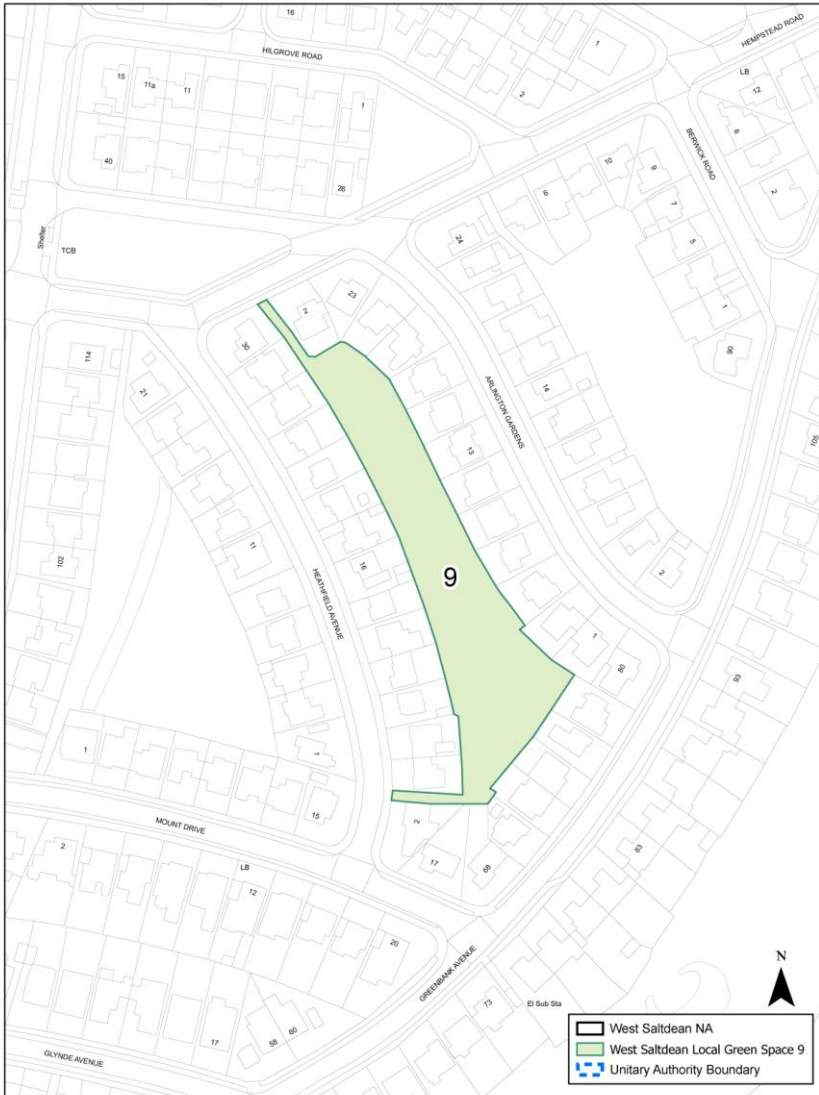 16
HILGROVE ROAD
1
HEMPSTEAD ROAD
LB
12
15
11a
11
1
2
8
BERWICK ROAD
40
26
10
9
6
7
2
Shelter
TCB
24
5
1
90
23
2
30
114
21
ARLINGTON GARDENS
14
105
13
102
11
16
9
2
HEATHFIELD AVENUE
1
80
93
1
1
15
MOUNT DRIVE
2
17
68
83
2
LB
12
20
GREENBANK AVENUE
73
El Sub Sta
N
58
60
17
GLYNDE AVENUE
West Saltdean NA
West Saltdean Local Green Space 9
Unitary Authority Boundary